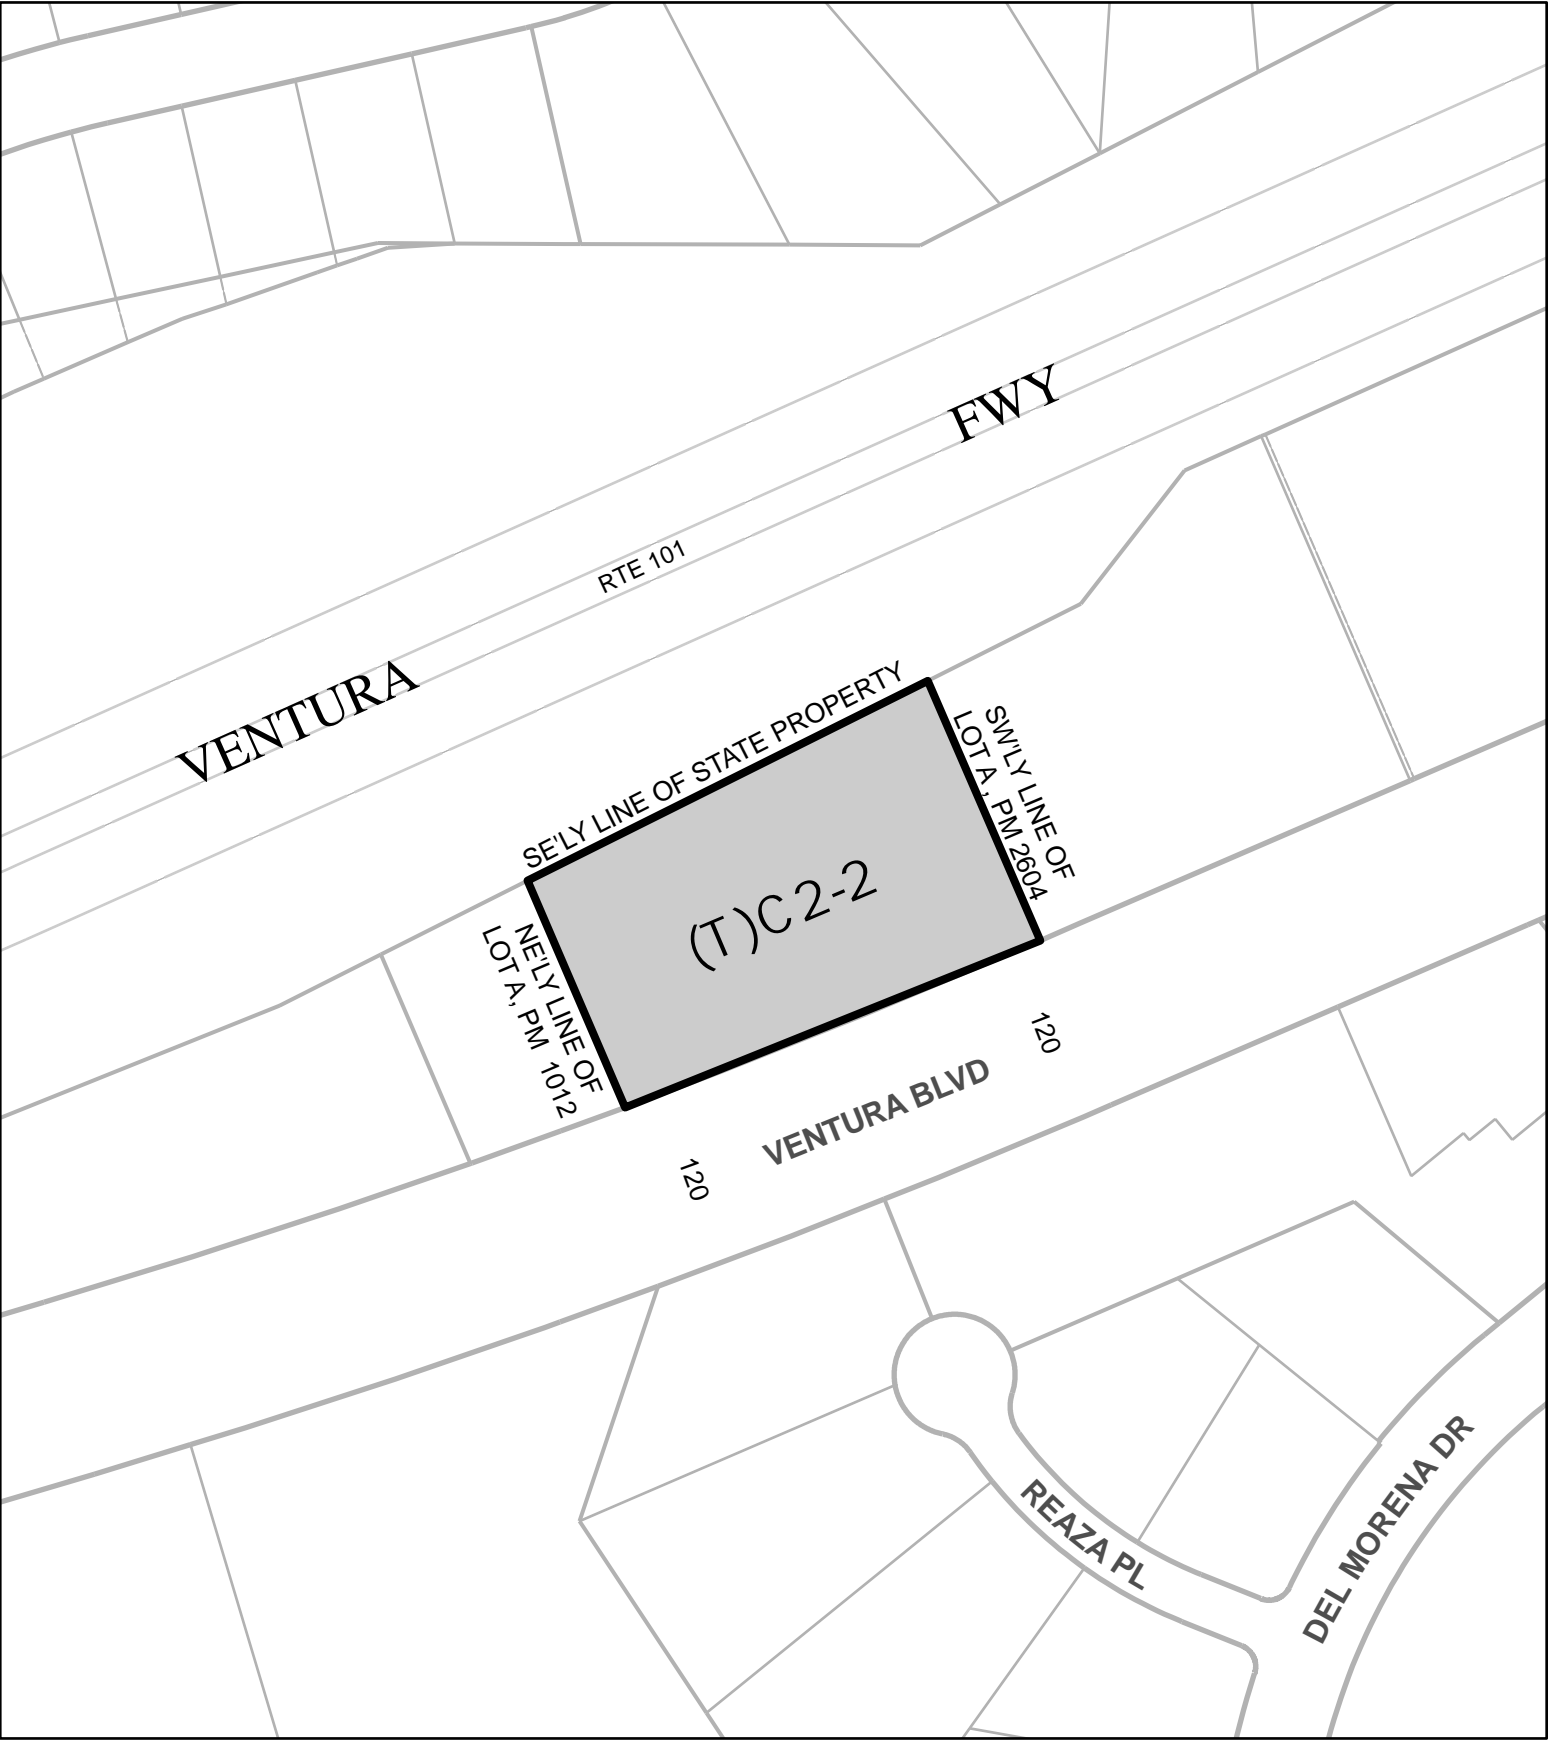 FWY
RTE 101
VENTURA
SE'LY LINE OF STATE PROPERTY
SW'LY LINE OF
LOT A , PM 2604
(T)C2-2
NE'LY LINE OF
LOT A, PM 1012
120
VENTURA BLVD
120
REAZA PL
DEL MORENA DR